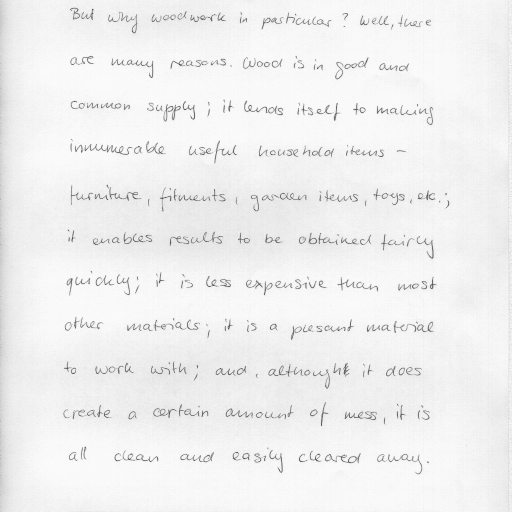 But why woodwork in particular? Well, there
are many reasons. Wood is in good and
common supply; it lends itself to making
innumerable useful household items -
furniture, fitments, garden items, toys, etc.;
it enables results to be obtained fairly
quickly; it is less expensive than most
other materials; it is a plesant material
to work with; and, althought it does
create a certain amount of mess, it is
all clean and easily cleared away.